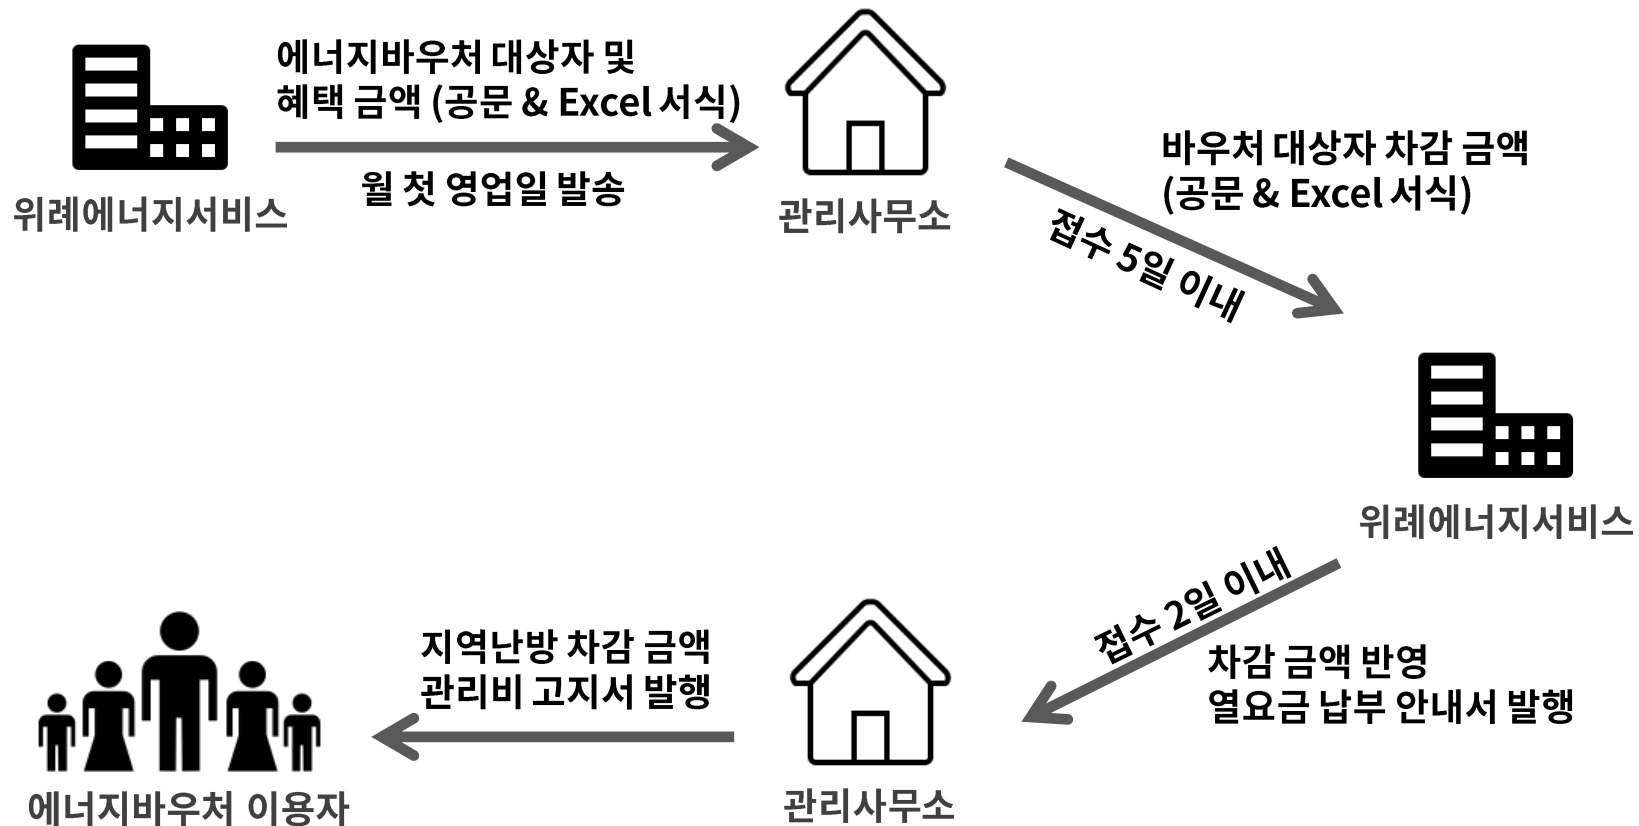 에너지바우처 대상자 및
혜택 금액 (공문 & Excel 서식)
월 첫 영업일 발송
위례에너지서비스
관리사무소
바우처 대상자 차감 금액
(공문 & Excel 서식)
접수 5일 이내
위례에너지서비스
접수 2일 이내
차감 금액 반영
열요금 납부 안내서 발행
관리사무소
지역난방 차감 금액
관리비 고지서 발행
에너지바우처 이용자